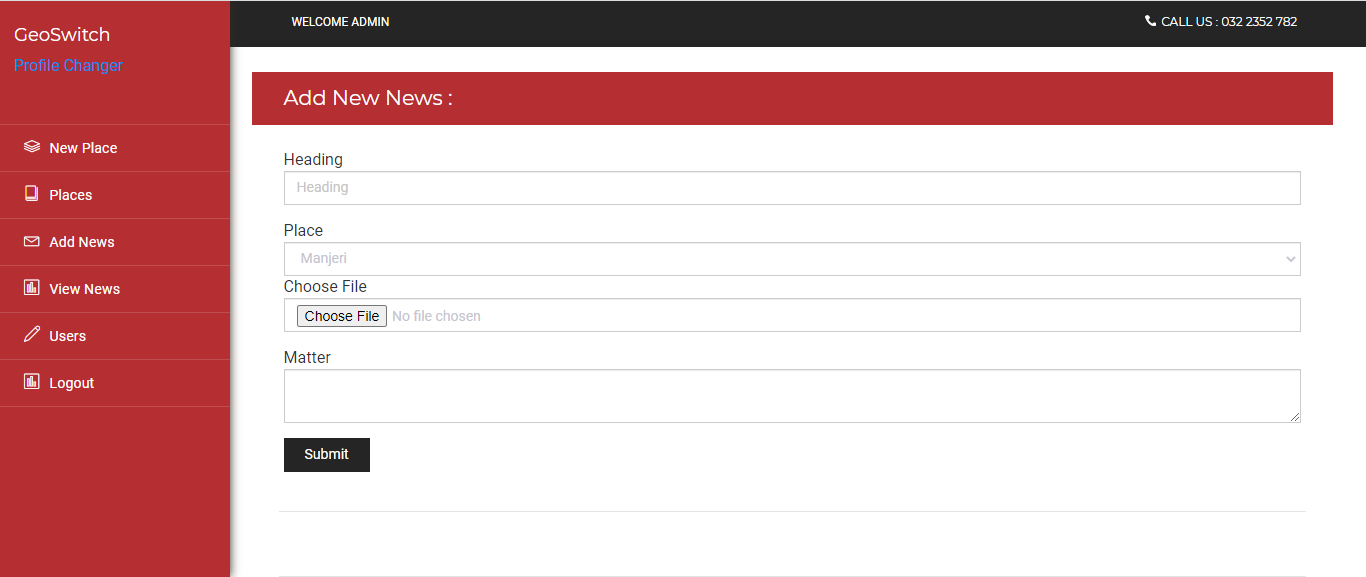 GeoSwitch
Profile Changer
WELCOME ADMIN
CALL US : 032 2352 782
New Place
Places
Add News
View News
Users
Logout
Add New News :
Heading
Heading
Place
Manjeri
Choose File
Choose File No file chosen
Matter
Submit